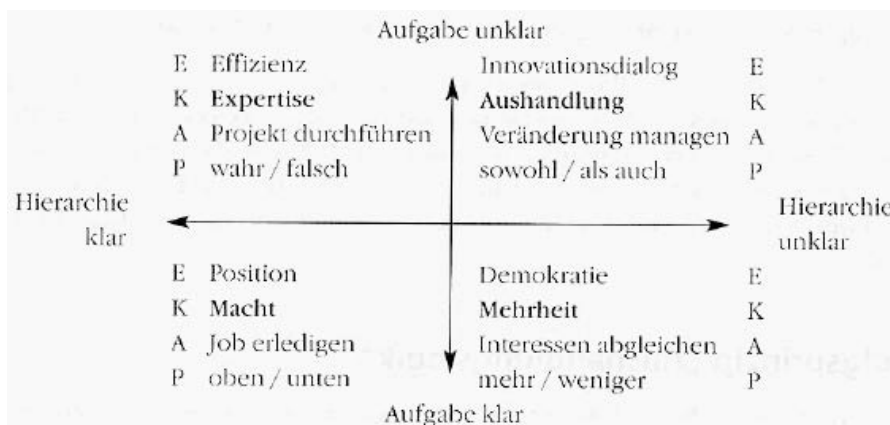 Aufgabe unklar
E Effizienz Innovationsdialog E
K Expertise Aushandlung K
A Projekt durchführen Veränderung managen A
P wahr / falsch sowohl / als auch P
Hierarchie klar
Hierarchie unklar
E Position Demokratie E
K Macht Mehrheit K
A Job erledigen Interessen abgleichen A
P oben / unten mehr / weniger P
Aufgabe klar